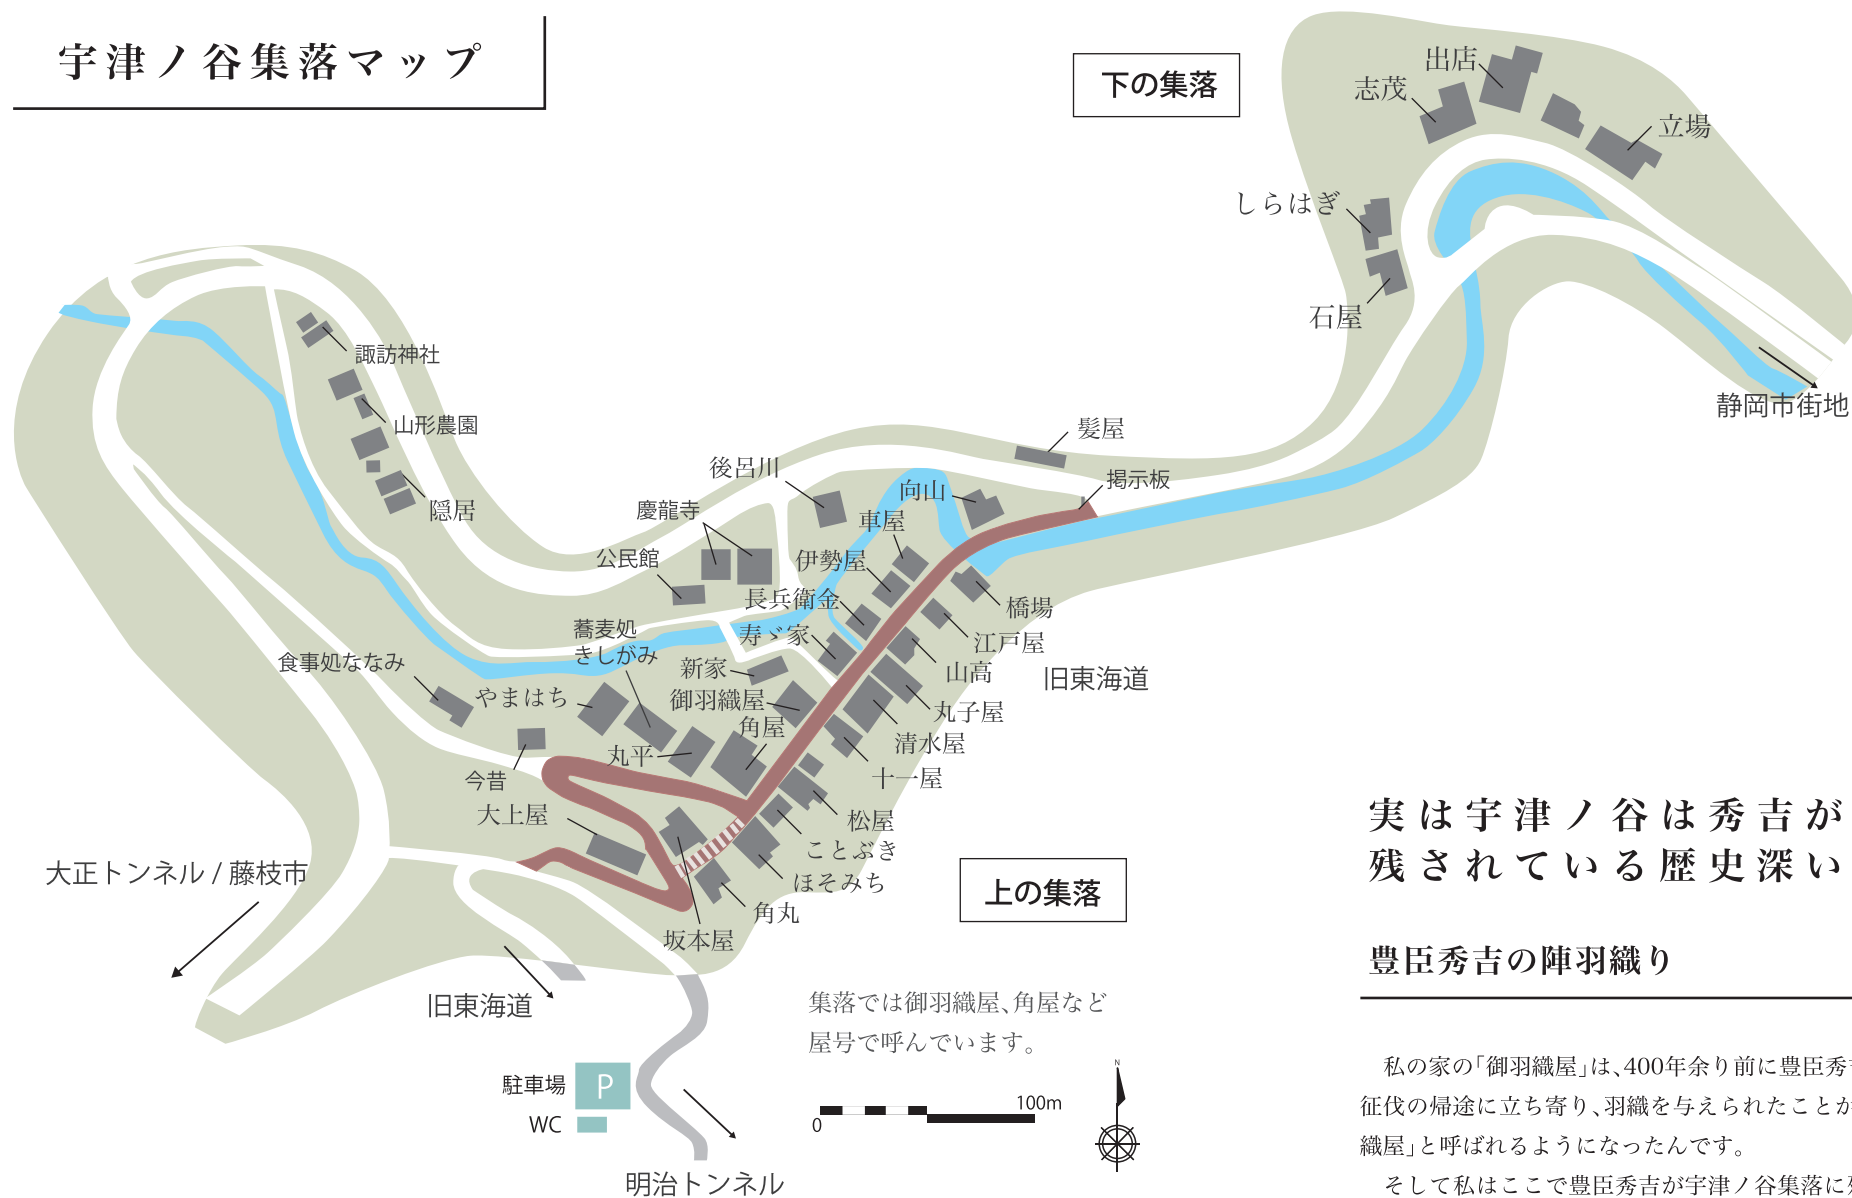 宇津ノ谷集落マップ
下の集落
出店
志茂
立場
しらはぎ
石屋
静岡市街地
諏訪神社
山形農園
隠居
髪屋
掲示板
後呂川
向山
慶龍寺
車屋
公民館
伊勢屋
長兵衛金
橋場
寿ゞ家
江戸屋
蕎麦処
きしがみ
食事処ななみ
新家
山高
旧東海道
やまはち
御羽織屋
丸子屋
角屋
清水屋
丸平
十一屋
今昔
大上屋
松屋
ことぶき
ほそみち
角丸
坂本屋
大正トンネル / 藤枝市
上の集落
旧東海道
集落では御羽織屋、角屋など
屋号で呼んでいます。
駐車場
P
WC
明治トンネル
0
100m
N
実は宇津ノ谷は秀吉が
残されている歴史深い
豊臣秀吉の陣羽織り
私の家の「御羽織屋」は、400年余り前に豊臣秀吉
征伐の帰途に立ち寄り、羽織を与えられたことが
織屋」と呼ばれるようになったんです。
そして私はここで豊臣秀吉が宇津ノ谷集落に